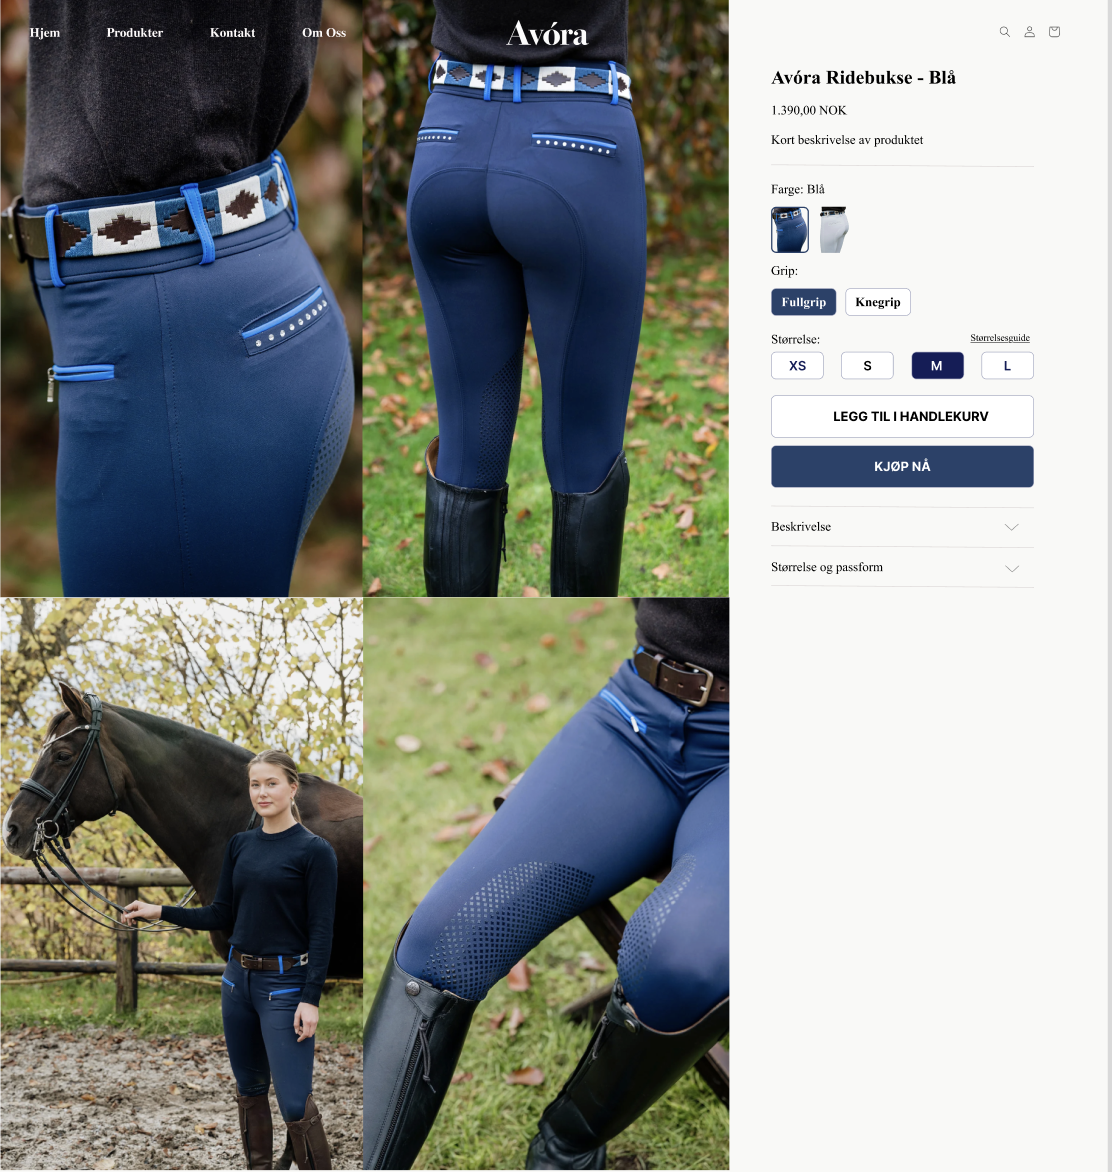 Hjem Produkter Kontakt Om Oss
Avóra
Avóra Ridebukse - Blå
1.390,00 NOK
Kort beskrivelse av produktet
Farge: Blå
Grip:
Fullgrip Knegrip
Størrelse: Størrelsesguide
XS S M L
LEGG TIL I HANDLEKURV
KJØP NÅ
Beskrivelse
Størrelse og passform